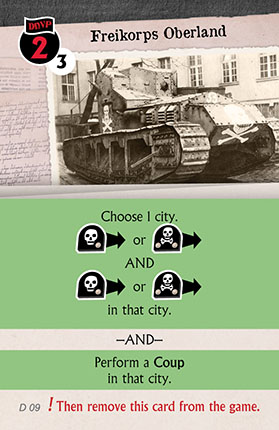 DDVP
2
3
Freikorps Oberland
Choose 1 city.
or
AND
or
in that city.
–AND–
Perform a Coup
in that city.
D 09 ! Then remove this card from the game.